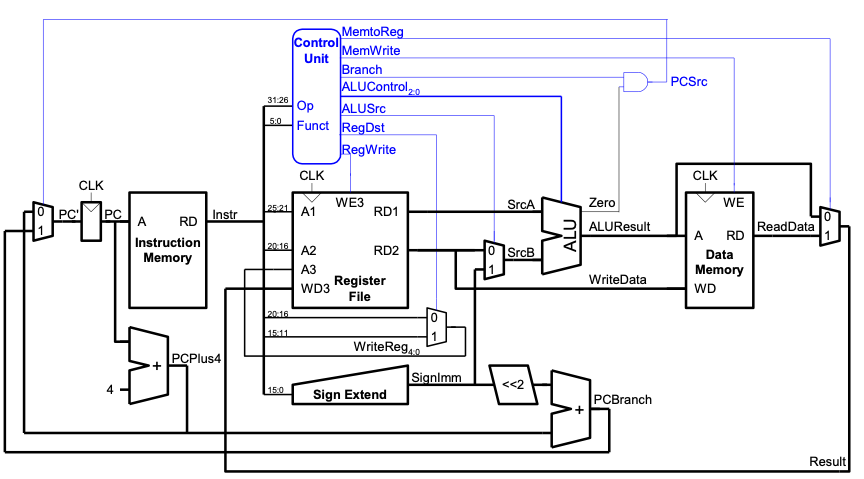 MemtoReg
Control
Unit
MemWrite
Branch
ALUControl2:0
PCSrc
31:26
Op
ALUSrc
5:0
Funct
RegDst
RegWrite
CLK
CLK
CLK
WE3
WE
Zero
0
1
PC'
PC
A
RD
Instruction
Memory
Instr
25:21
A1
RD1
SrcA
ALU
ALUResult
0
1
20:16
A2
RD2
0
1
SrcB
A
RD
ReadData
Data
Memory
A3
WD3
Register
File
WriteData
WD
20:16
0
15:11
1
WriteReg4:0
PCPlus4
+
4
15:0
Sign Extend
SignImm
<<2
+
PCBranch
Result